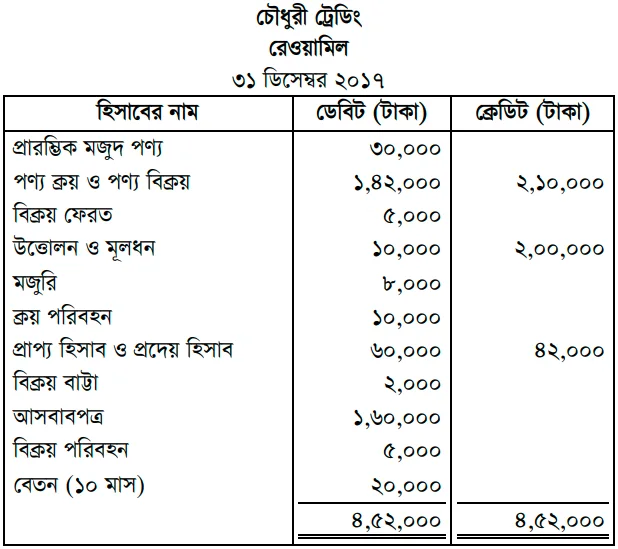 চৌধুরী ট্রেডিং
রেওয়ামিল
৩১ ডিসেম্বর ২০১৭
হিসাবের নাম ডেবিট (টাকা) ক্রেডিট (টাকা)
প্রারম্ভিক মজুদ পণ্য ৩০,০০০
পণ্য ক্রয় ও পণ্য বিক্রয় ১,৪২,০০০ ২,১০,০০০
বিক্রয় ফেরত ৫,০০০
উত্তোলন ও মূলধন ১০,০০০ ২,০০,০০০
মজুরি ৮,০০০
ক্রয় পরিবহন ১০,০০০
প্রাপ্য হিসাব ও প্রদেয় হিসাব ৬০,০০০ ৪২,০০০
বিক্রয় বাট্টা ২,০০০
আসবাবপত্র ১,৬০,০০০
বিক্রয় পরিবহন ৫,০০০
বেতন (১০ মাস) ২০,০০০
৪,৫২,০০০ ৪,৫২,০০০